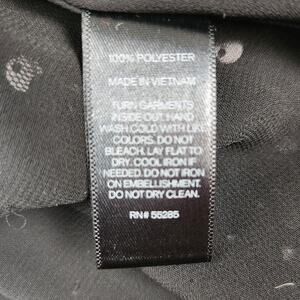 100% POLYESTER
MADE IN VIETNAM
TURN GARMENTS
INSIDE OUT. HAND
WASH COLD WITH LIKE
COLORS. DO NOT
BLEACH. LAY FLAT TO
DRY. COOL IRON IF
NEEDED. DO NOT IRON
ON EMBELLISHMENT.
DO NOT DRY CLEAN.
RN# 55285